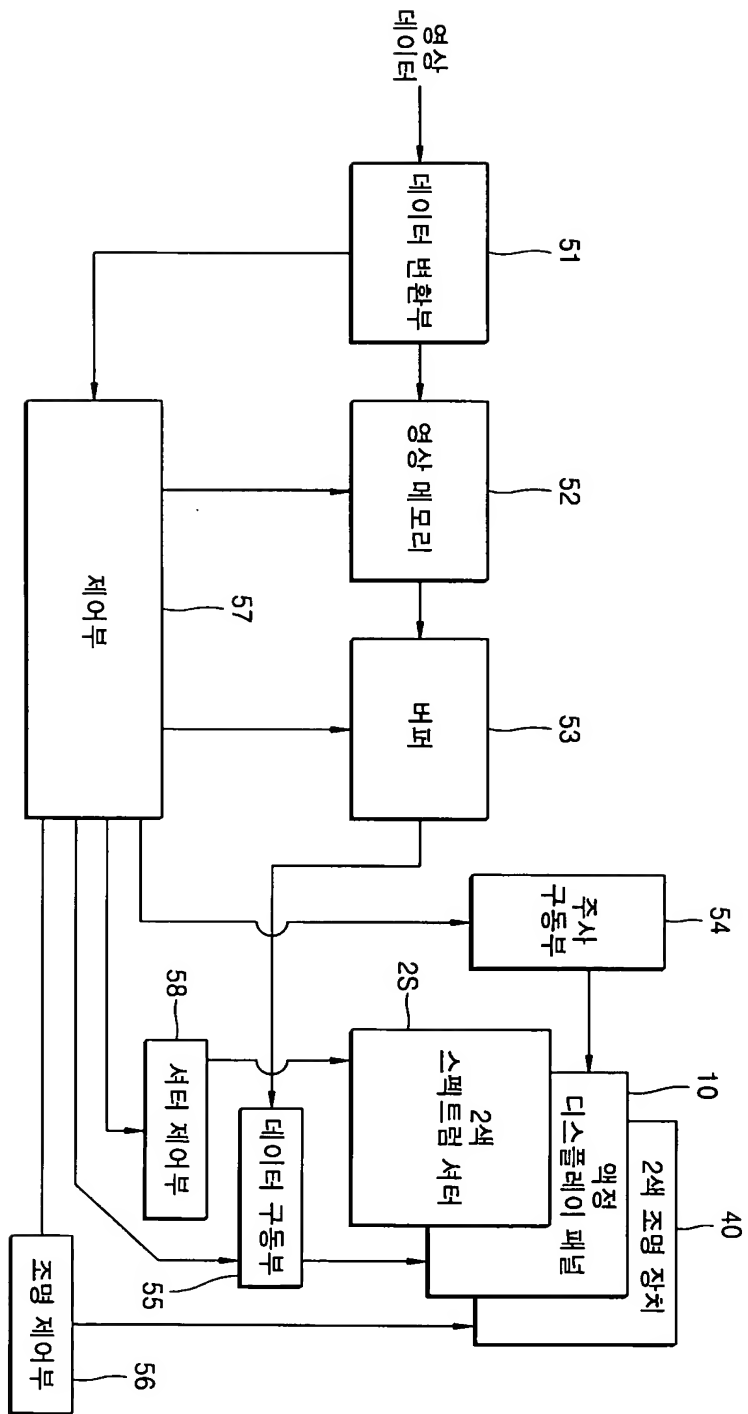 영상
데이터
데이터 변환부
51
영상 메모리
52
버퍼
53
제어부
57
주사
구동부
54
2색
스펙트럼 셔터
2S
액정
디스플레이 패널
10
2색 조명 장치
40
셔터 제어부
58
데이터 구동부
55
조명 제어부
56